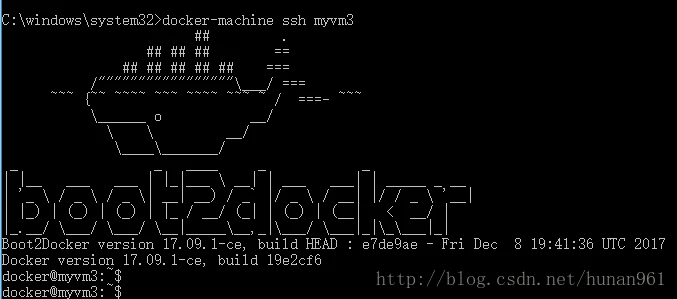 C:\windows\system32>docker-machine ssh myvm3
boot2docker
Boot2Docker version 17.09.1-ce, build HEAD : e7de9ae - Fri Dec  8 19:41:36 UTC 2017
Docker version 17.09.1-ce, build 19e2cf6
docker@myvm3:~$
docker@myvm3:~$
http://blog.csdn.net/hunan961